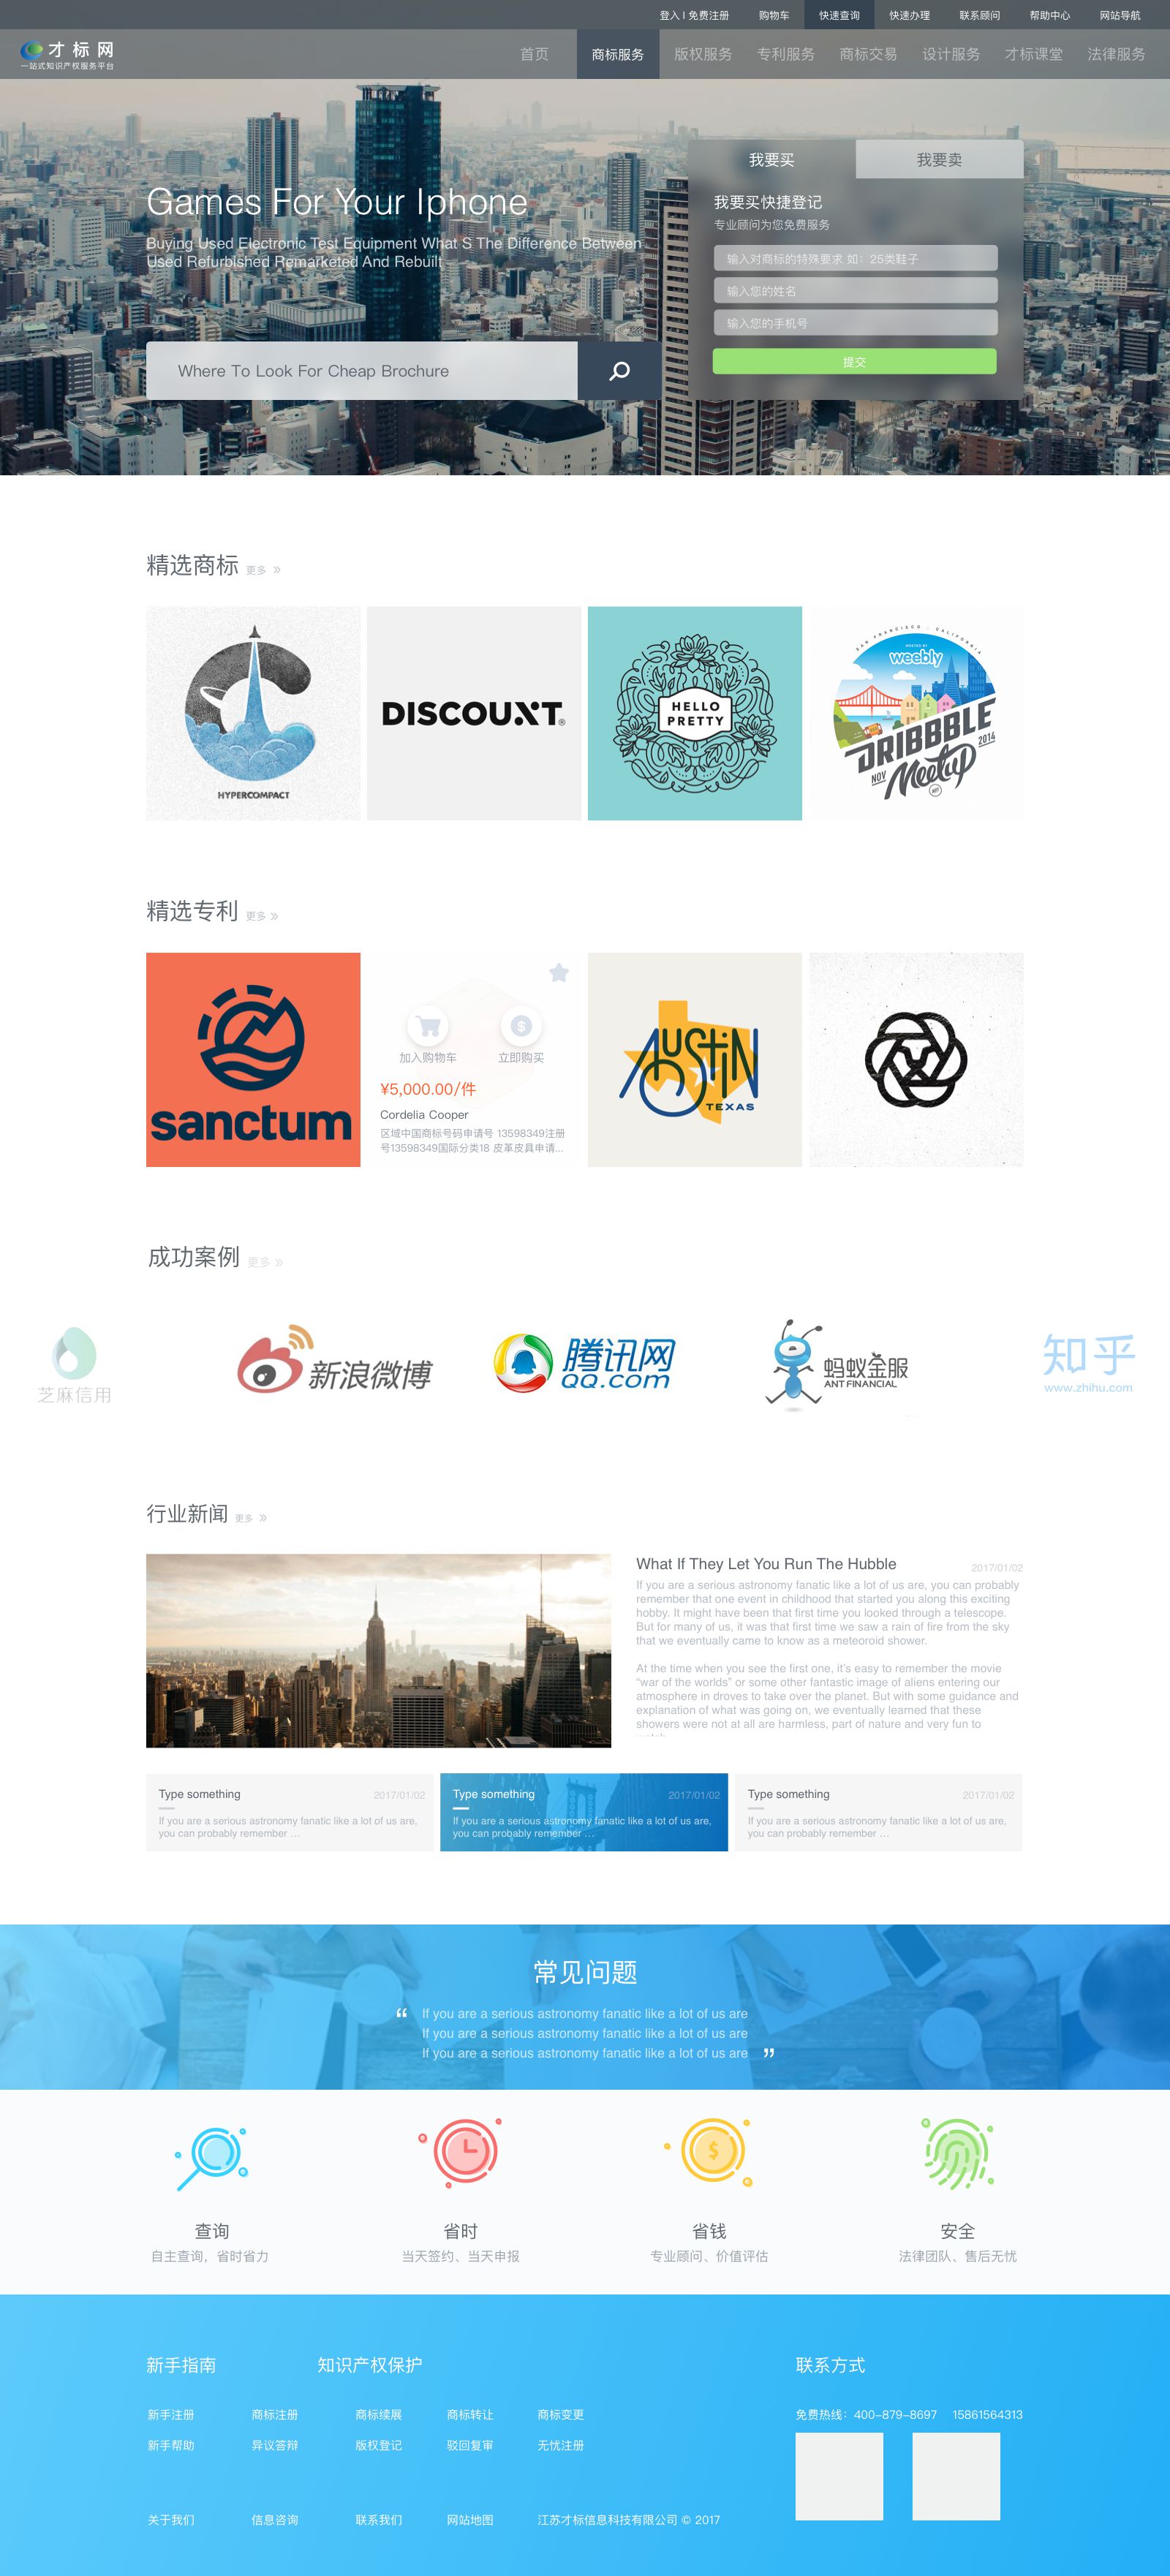 登入 | 免费注册 购物车 快速查询 快速办理 联系顾问 帮助中心 网站导航
才标网
一站式知识产权服务平台
首页 商标服务 版权服务 专利服务 商标交易 设计服务 才标课堂 法律服务
我要买 我要卖
Games For Your Iphone
Buying Used Electronic Test Equipment What S The Difference Between
Used Refurbished Remarketed And Rebuilt
我要买快捷登记
专业顾问为您免费服务
输入对商标的特殊要求 如：25类鞋子
输入您的姓名
输入您的手机号
提交
Where To Look For Cheap Brochure
精选商标 更多 »
HYPERCOMPACT
DISCOUNT®
HELLO
PRETTY
SAN FRANCISCO - CALIFORNIA
HOSTED BY
weebly
DRIBBBLE
NOV Meetup 2014
精选专利 更多 »
sanctum
加入购物车 立即购买
¥5,000.00/件
Cordelia Cooper
区域中国商标号码申请号 13598349注册
号13598349国际分类18 皮革皮具申请...
AUSTIN
TEXAS
成功案例 更多 »
芝麻信用
新浪微博
腾讯网
QQ.com
蚂蚁金服
ANT FINANCIAL
知乎
www.zhihu.com
行业新闻 更多 »
What If They Let You Run The Hubble 2017/01/02
If you are a serious astronomy fanatic like a lot of us are, you can probably
remember that one event in childhood that started you along this exciting
hobby. It might have been that first time you looked through a telescope.
But for many of us, it was that first time we saw a rain of fire from the sky
that we eventually came to know as a meteoroid shower.
At the time when you see the first one, it's easy to remember the movie
“war of the worlds” or some other fantastic image of aliens entering our
atmosphere in droves to take over the planet. But with some guidance and
explanation of what was going on, we eventually learned that these
showers were not at all are harmless, part of nature and very fun to
Type something 2017/01/02
If you are a serious astronomy fanatic like a lot of us are,
you can probably remember ...
Type something 2017/01/02
If you are a serious astronomy fanatic like a lot of us are,
you can probably remember ...
Type something 2017/01/02
If you are a serious astronomy fanatic like a lot of us are,
you can probably remember ...
常见问题
“ If you are a serious astronomy fanatic like a lot of us are
If you are a serious astronomy fanatic like a lot of us are
If you are a serious astronomy fanatic like a lot of us are ”
查询 省时 省钱 安全
自主查询，省时省力 当天签约、当天申报 专业顾问、价值评估 法律团队、售后无忧
新手指南 知识产权保护 联系方式
新手注册 商标注册 商标续展 商标转让 商标变更
免费热线：400-879-8697 15861564313
新手帮助 异议答辩 版权登记 驳回复审 无忧注册
关于我们 信息咨询 联系我们 网站地图 江苏才标信息科技有限公司 © 2017